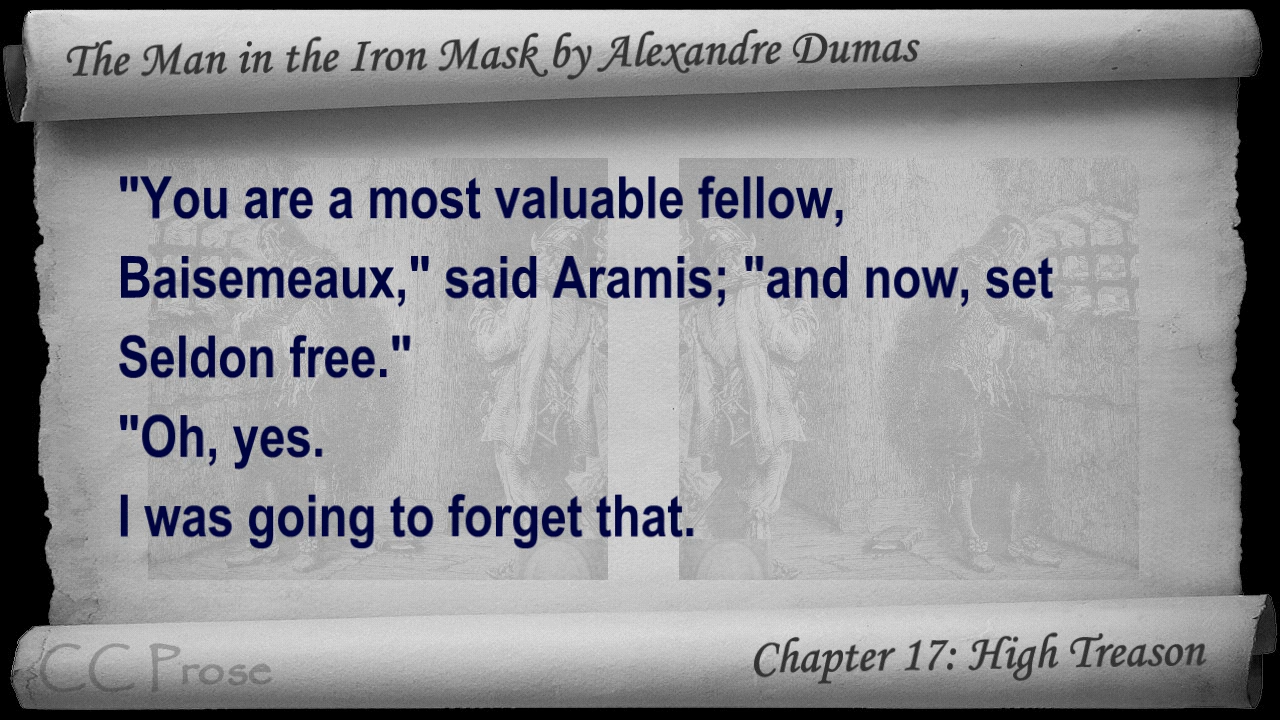 The Man in the Iron Mask by Alexandre Dumas
"You are a most valuable fellow,
Baisemeaux," said Aramis; "and now, set
Seldon free."
"Oh, yes.
I was going to forget that.
CC Prose
Chapter 17: High Treason